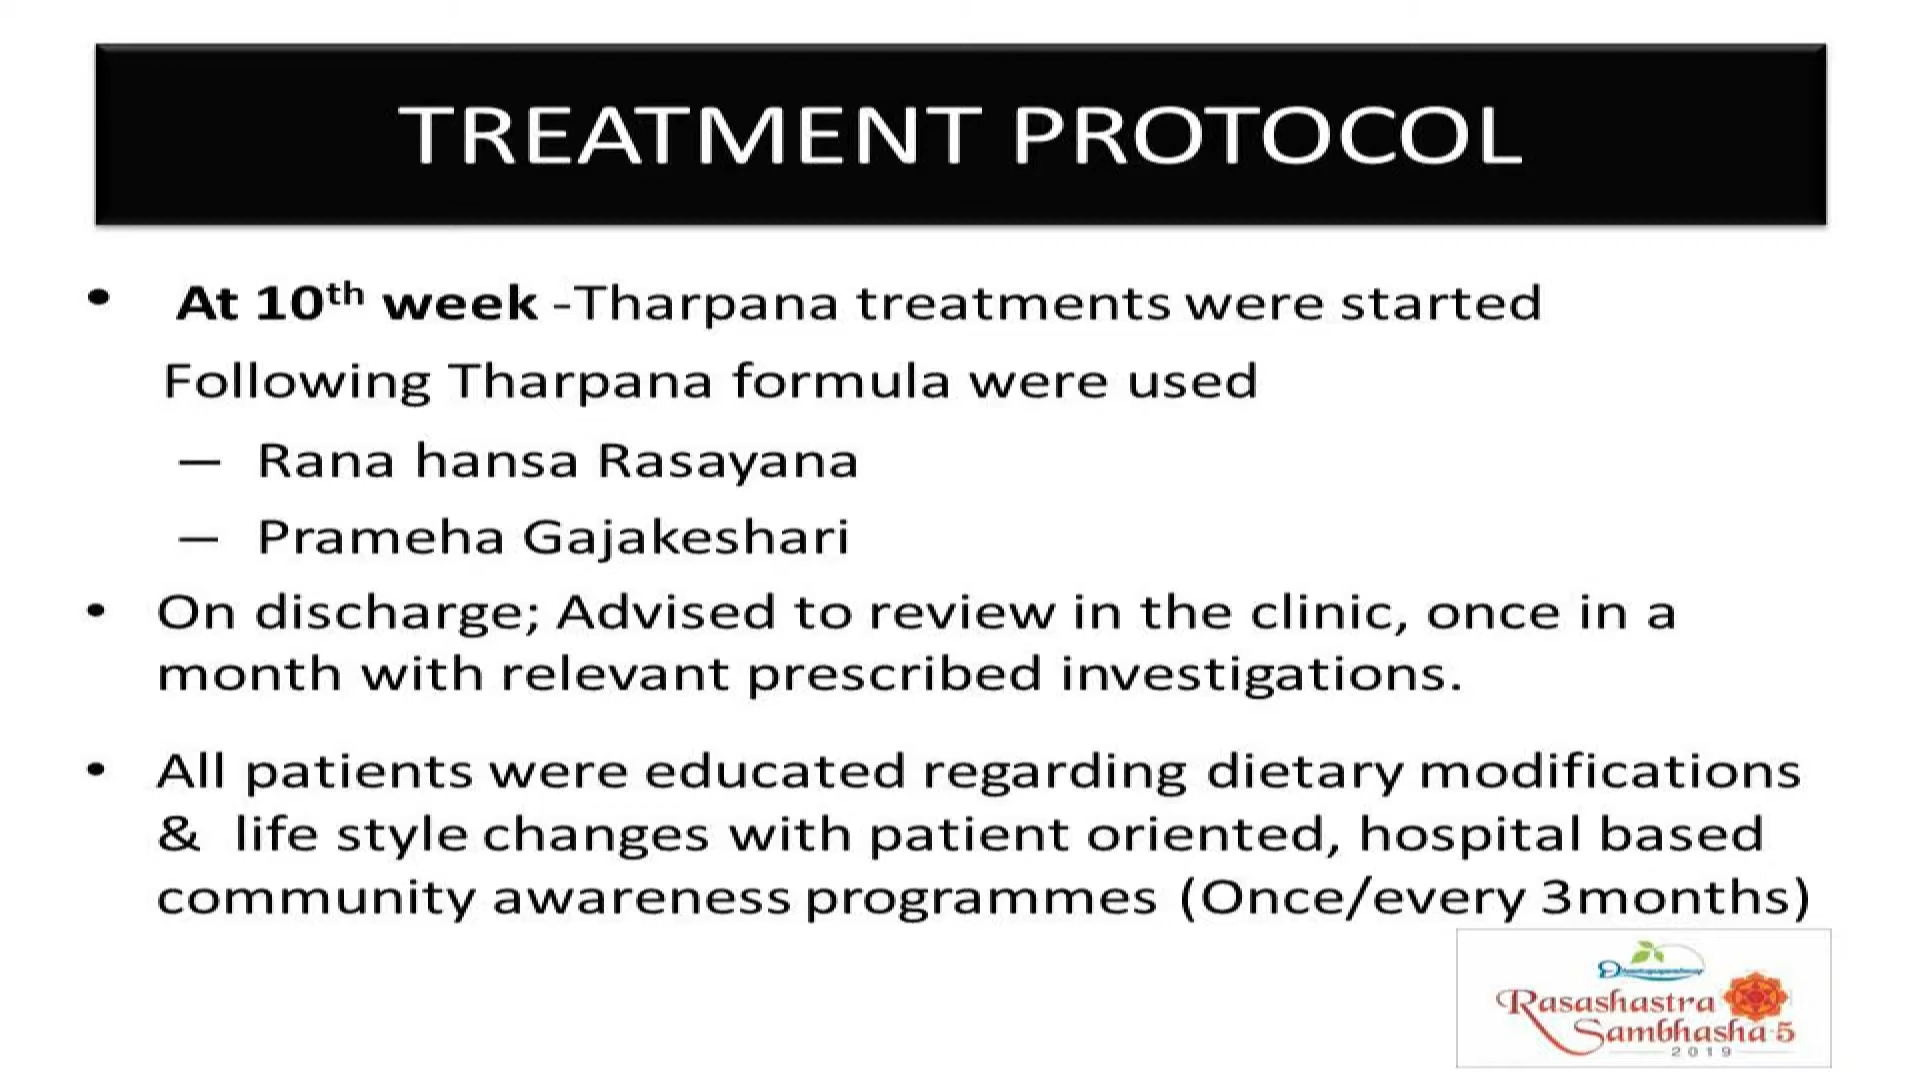 TREATMENT PROTOCOL
• At 10th week -Tharpana treatments were started
Following Tharpana formula were used
– Rana hansa Rasayana
– Prameha Gajakeshari
• On discharge; Advised to review in the clinic, once in a
month with relevant prescribed investigations.
• All patients were educated regarding dietary modifications
& life style changes with patient oriented, hospital based
community awareness programmes (Once/every 3months)
Rasashastra
Sambhasha-5
2019